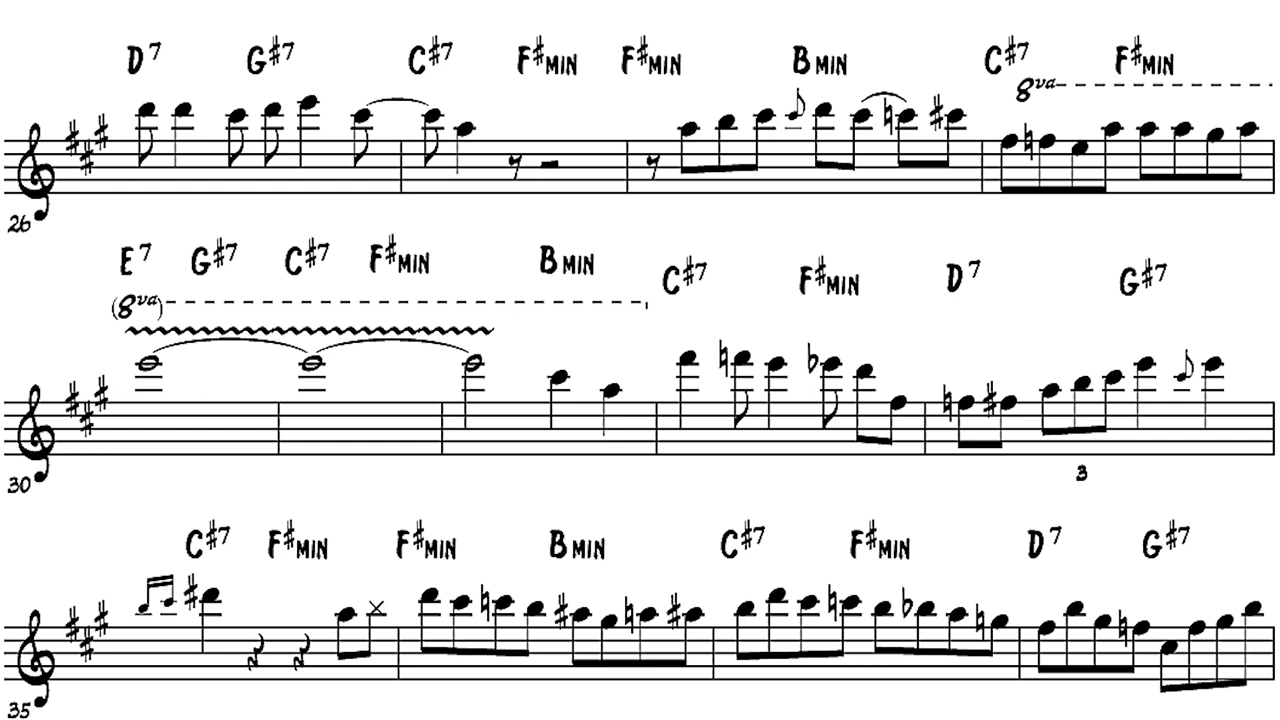 D7 G#7 C#7 F#MIN F#MIN BMIN C#7 F#MIN
8va
26
E7 G#7 C#7 F#MIN BMIN C#7 F#MIN D7 G#7
(8va)
30
3
C#7 F#MIN F#MIN BMIN C#7 F#MIN D7 G#7
35